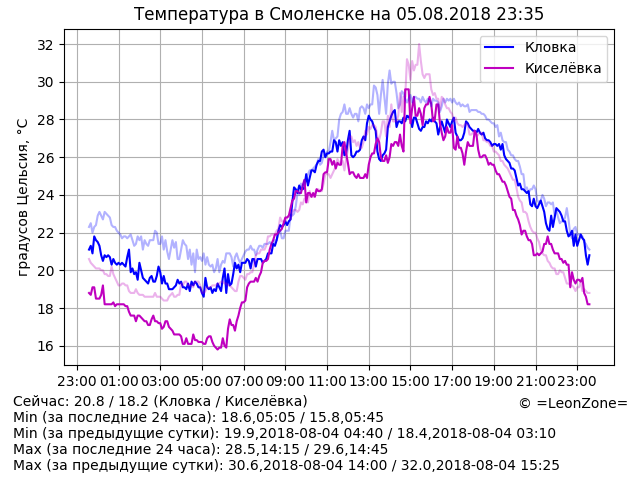 Температура в Смоленске на 05.08.2018 23:35
Кловка
Киселёвка
градусов Цельсия, °C
32
30
28
26
24
22
20
18
16
23:00 01:00 03:00 05:00 07:00 09:00 11:00 13:00 15:00 17:00 19:00 21:00 23:00
Сейчас: 20.8 / 18.2 (Кловка / Киселёвка)
© =LeonZone=
Min (за последние 24 часа): 18.6,05:05 / 15.8,05:45
Min (за предыдущие сутки): 19.9,2018-08-04 04:40 / 18.4,2018-08-04 03:10
Max (за последние 24 часа): 28.5,14:15 / 29.6,14:45
Max (за предыдущие сутки): 30.6,2018-08-04 14:00 / 32.0,2018-08-04 15:25